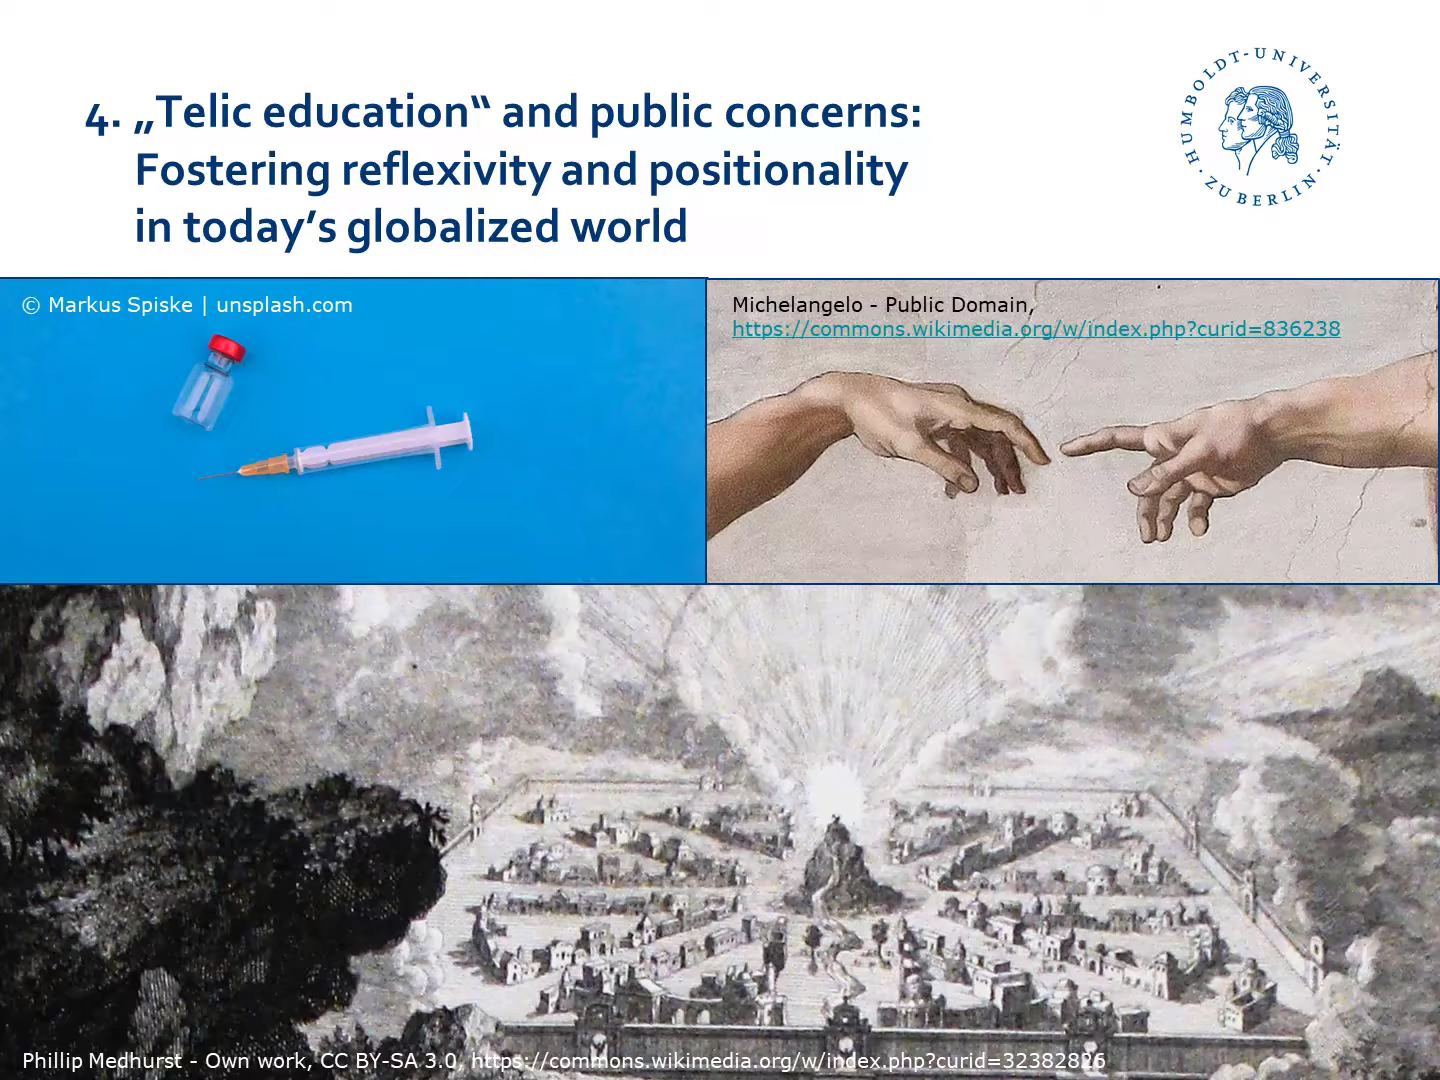 4. „Telic education“ and public concerns:
Fostering reflexivity and positionality
in today’s globalized world
HUMBOLDT-UNIVERSITÄT · ZU BERLIN ·
© Markus Spiske | unsplash.com
Michelangelo - Public Domain,
https://commons.wikimedia.org/w/index.php?curid=836238
Phillip Medhurst - Own work, CC BY-SA 3.0, https://commons.wikimedia.org/w/index.php?curid=32382826